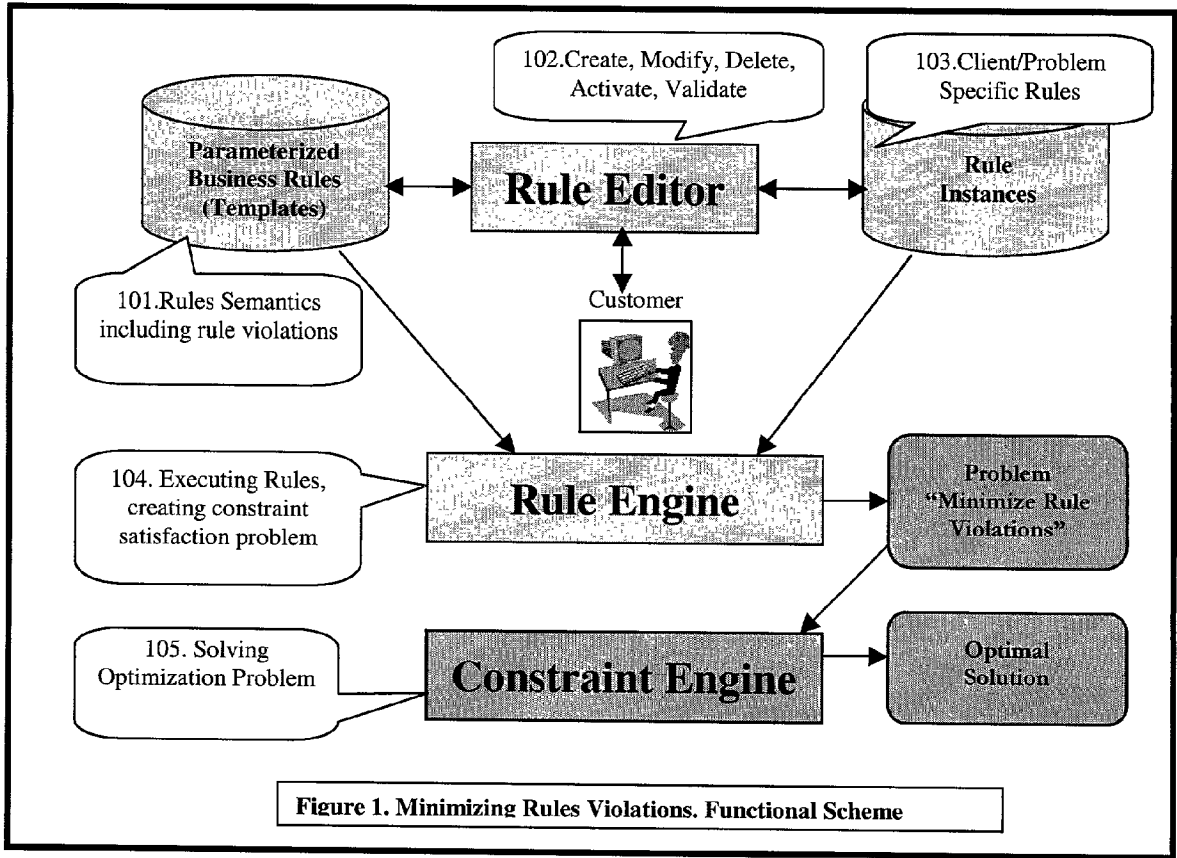 102.Create, Modify, Delete,
Activate, Validate
103.Client/Problem
Specific Rules
Parameterized
Business Rules
(Templates)
Rule Editor
Rule
Instances
101.Rules Semantics
including rule violations
Customer
104. Executing Rules,
creating constraint
satisfaction problem
Rule Engine
Problem
“Minimize Rule
Violations”
105. Solving
Optimization Problem
Constraint Engine
Optimal
Solution
Figure 1. Minimizing Rules Violations. Functional Scheme